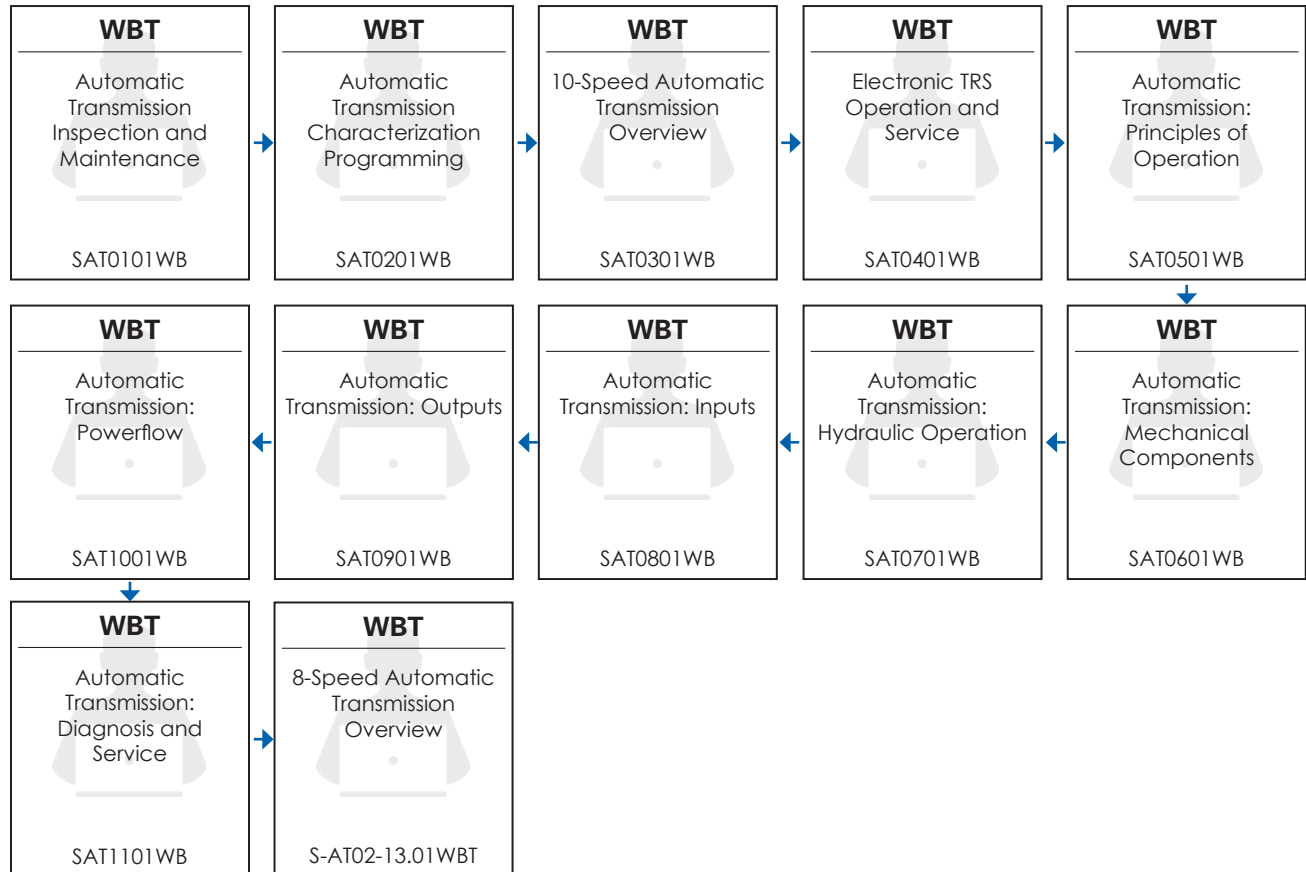 WBT
Automatic
Transmission
Inspection and
Maintenance
SAT0101WB
WBT
Automatic
Transmission
Characterization
Programming
SAT0201WB
WBT
10-Speed Automatic
Transmission
Overview
SAT0301WB
WBT
Electronic TRS
Operation and
Service
SAT0401WB
WBT
Automatic
Transmission:
Principles of
Operation
SAT0501WB
WBT
Automatic
Transmission:
Mechanical
Components
SAT0601WB
WBT
Automatic
Transmission:
Hydraulic Operation
SAT0701WB
WBT
Automatic
Transmission: Inputs
SAT0801WB
WBT
Automatic
Transmission: Outputs
SAT0901WB
WBT
Automatic
Transmission:
Powerflow
SAT1001WB
WBT
Automatic
Transmission:
Diagnosis and
Service
SAT1101WB
WBT
8-Speed Automatic
Transmission
Overview
S-AT02-13.01WBT